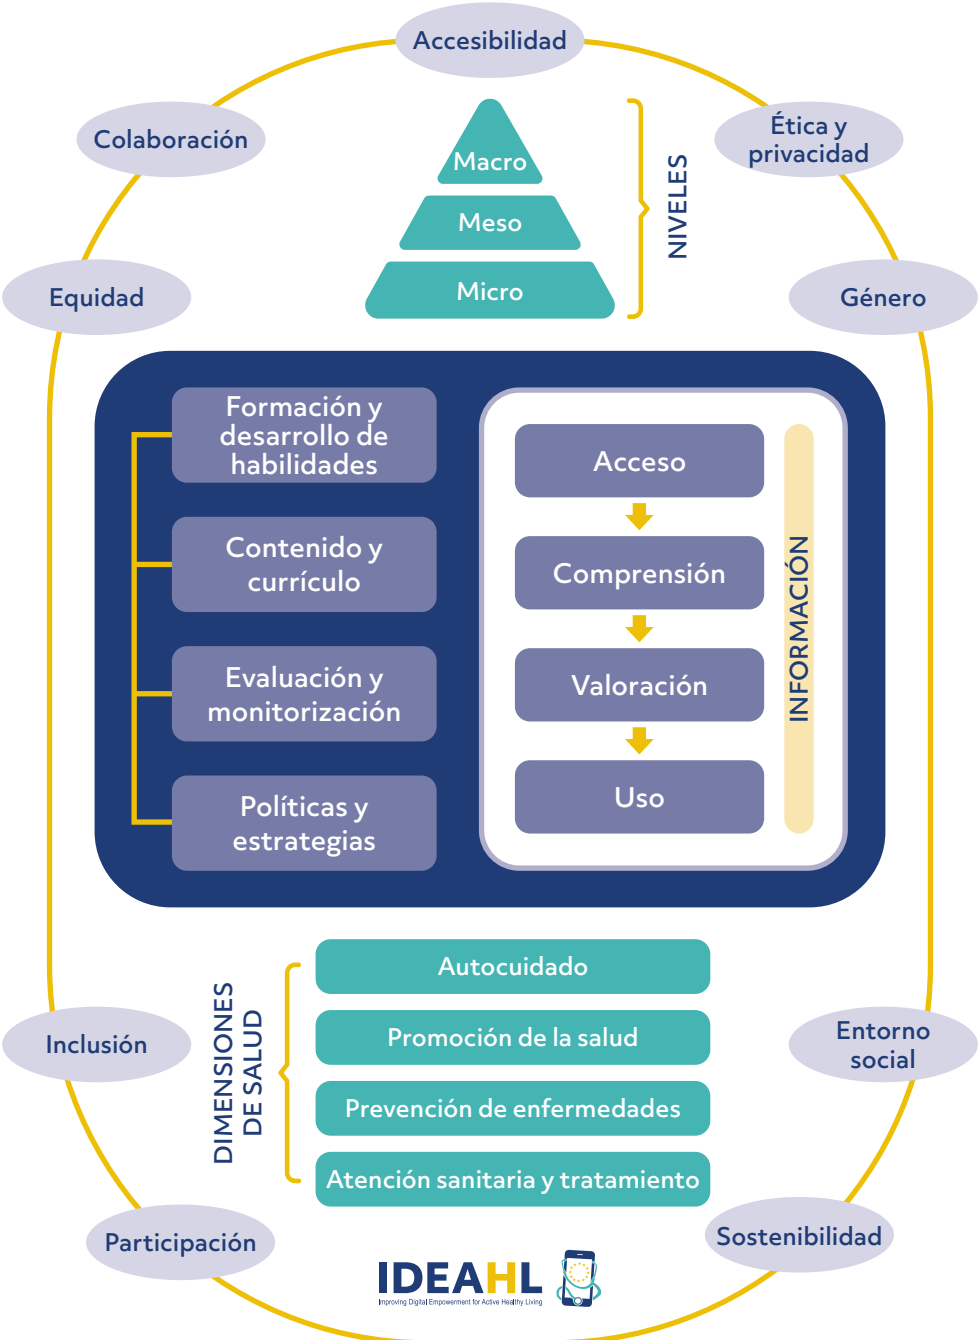 Accesibilidad
Colaboración
Ética y
privacidad
Macro
Meso
Micro
NIVELES
Equidad
Género
Formación y
desarrollo de
habilidades
Contenido y
currículo
Evaluación y
monitorización
Políticas y
estrategias
Acceso
Comprensión
Valoración
Uso
INFORMACIÓN
DIMENSIONES
DE SALUD
Autocuidado
Promoción de la salud
Prevención de enfermedades
Atención sanitaria y tratamiento
Inclusión
Entorno
social
Participación
Sostenibilidad
IDEAHL
Improving Digital Empowerment for Active Healthy Living